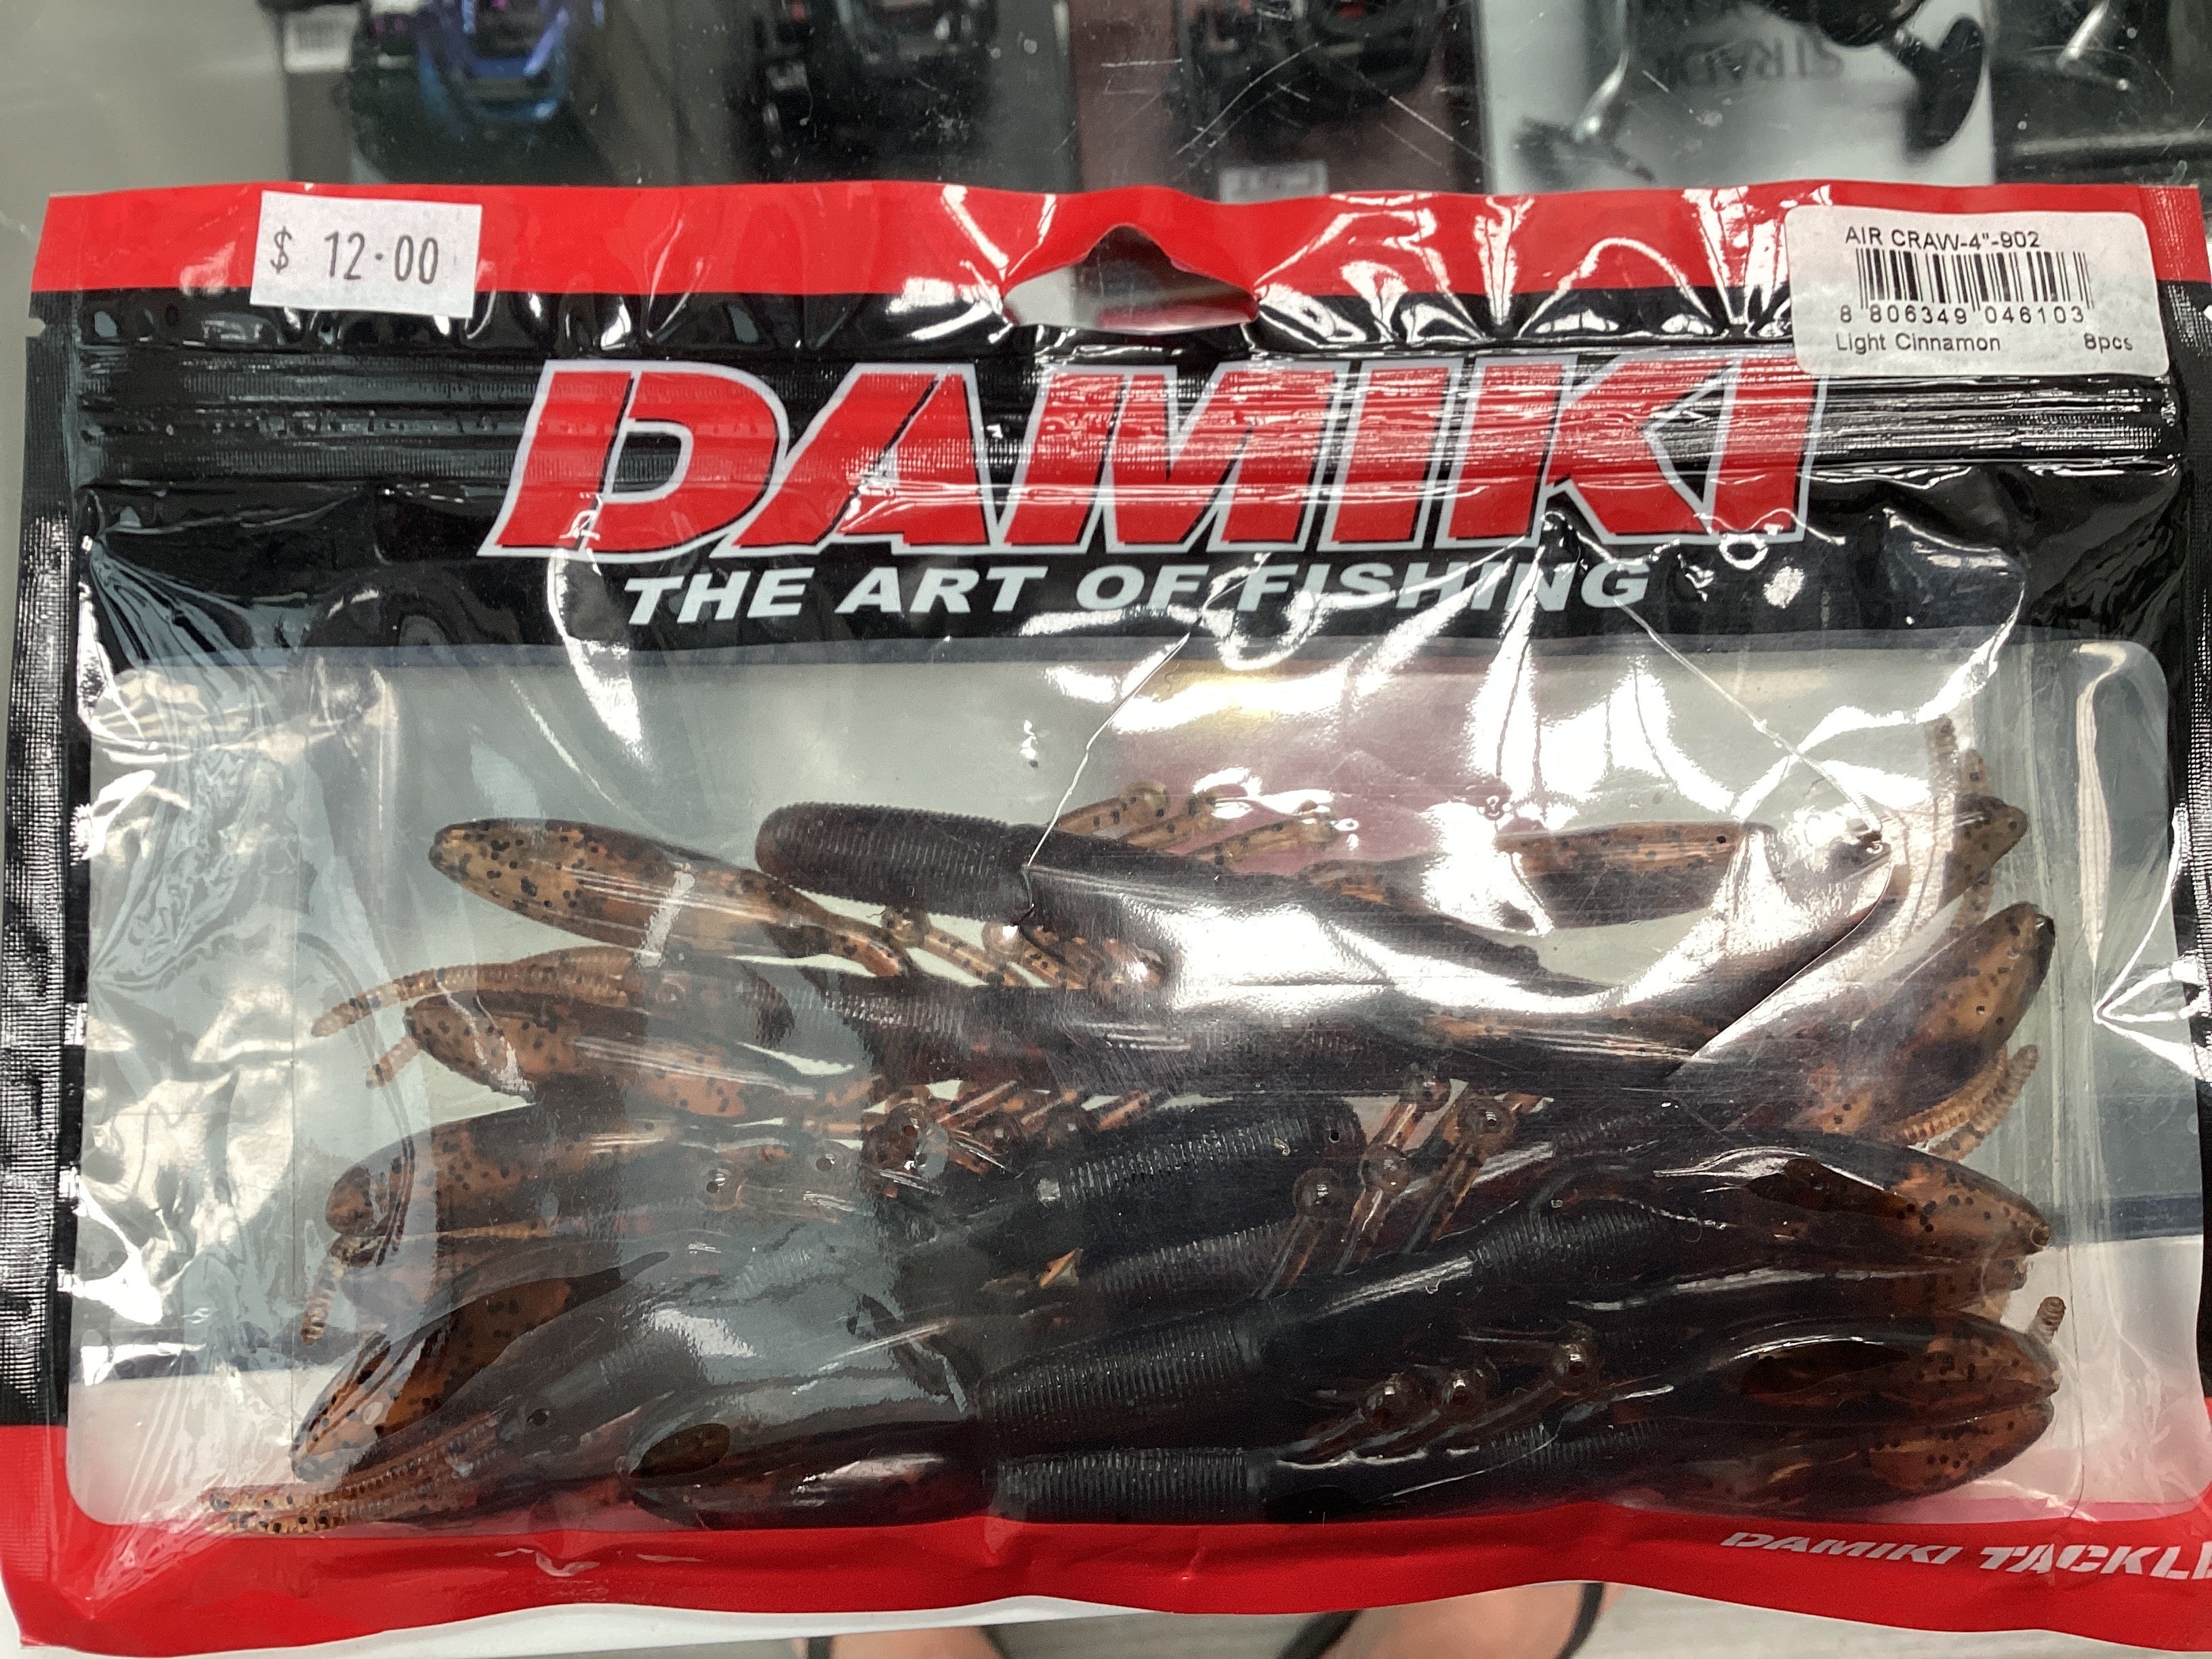 STRADIC
$ 12.00
AIR CRAW-4"-902
8 806349 046103
Light Cinnamon 8pcs
DAMIKI
THE ART OF FISHING
DAMIKI TACKLE